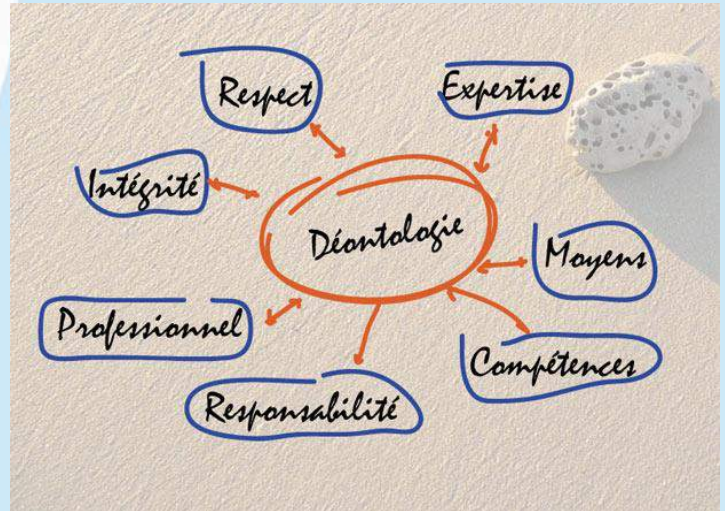 Respect
Expertise
Intégrité
Déontologie
Moyens
Professionnel
Compétences
Responsabilité